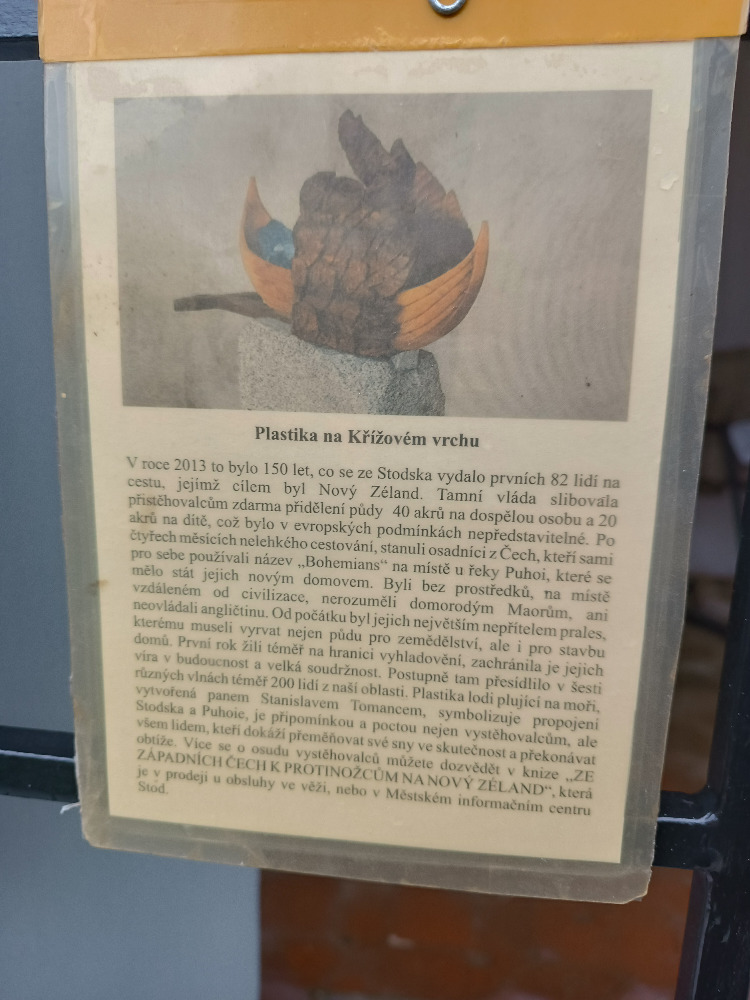 Plastika na Křížovém vrchu
V roce 2013 to bylo 150 let, co se ze Stodska vydalo prvních 82 lidí na
cestu, jejímž cílem byl Nový Zéland. Tamní vláda slibovala
přistěhovalcům zdarma přidělení půdy 40 akrů na dospělou osobu a 20
akrů na dítě, což bylo v evropských podmínkách nepředstavitelné. Po
čtyřech měsících nelehkého cestování, stanuli osadníci z Čech, kteří sami
pro sebe používali název „Bohemians“ na místě u řeky Puhoi, které se
mělo stát jejich novým domovem. Byli bez prostředků, na místě
vzdáleném od civilizace, nerozuměli domorodým Maorům, ani
neovládali angličtinu. Od počátku byl jejich největším nepřítelem prales,
kterému museli vyrvat nejen půdu pro zemědělství, ale i pro stavbu
domů. První rok žili téměř na hranici vyhladovění, zachránila je jejich
víra v budoucnost a velká soudržnost. Postupně tam přesídlilo v šesti
různých vlnách téměř 200 lidí z naší oblasti. Plastika lodi plující na moři,
vytvořená panem Stanislavem Tomancem, symbolizuje propojení
Stodska a Puhoie, je připomínkou a poctou nejen vystěhovalcům, ale
všem lidem, kteří dokáží přeměňovat své sny ve skutečnost a překonávat
obtíže. Více se o osudu vystěhovalců můžete dozvědět v knize „ZE
ZÁPADNÍCH ČECH K PROTINOŽCŮM NA NOVÝ ZÉLAND“, která
je v prodeji u obsluhy ve věži, nebo v Městském informačním centru
Stod.